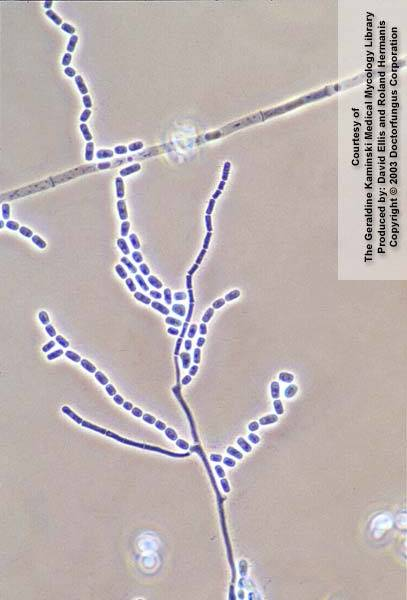 Courtesy of
The Geraldine Kaminski Medical Mycology Library
Produced by: David Ellis and Roland Hermanis
Copyright © 2003 Doctorfungus Corporation